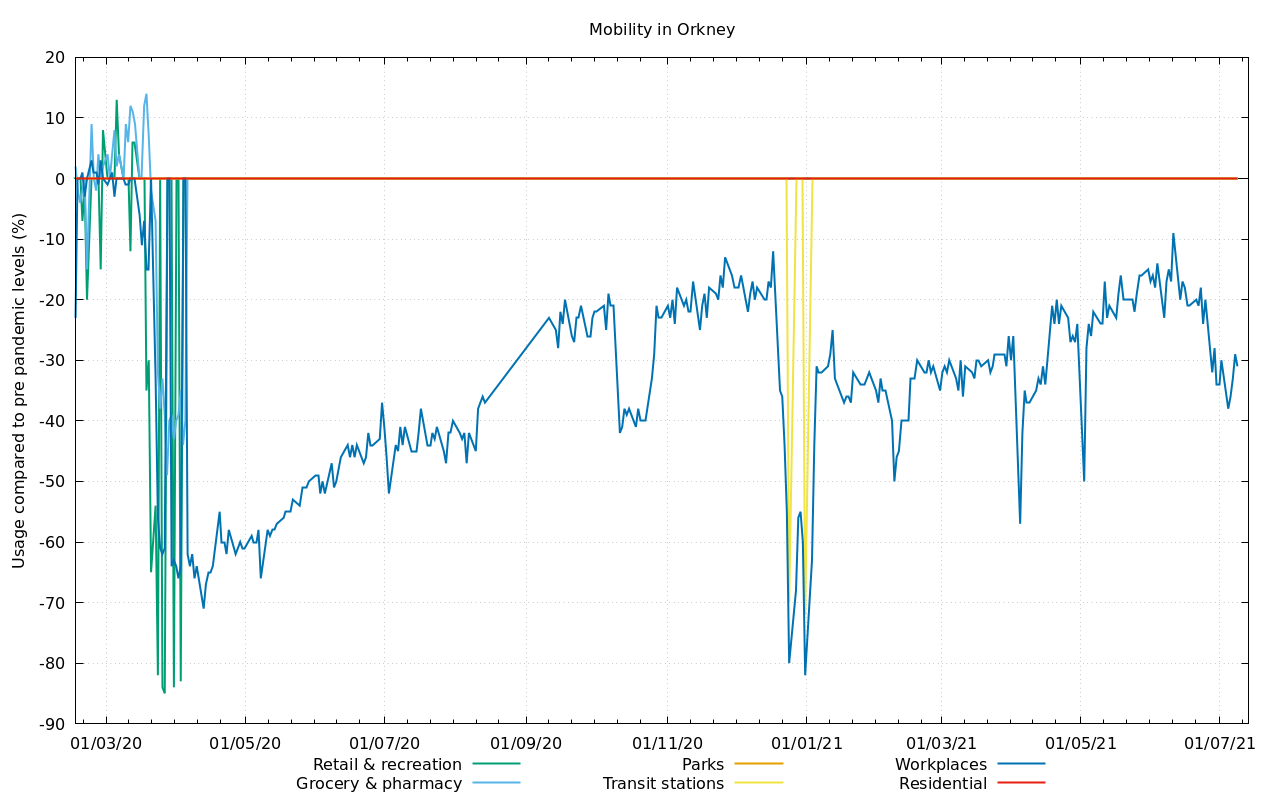 Mobility in Orkney
Usage compared to pre pandemic levels (%)
20
10
0
-10
-20
-30
-40
-50
-60
-70
-80
-90
01/03/20 01/05/20 01/07/20 01/09/20 01/11/20 01/01/21 01/03/21 01/05/21 01/07/21
Retail & recreation Parks Workplaces
Grocery & pharmacy Transit stations Residential